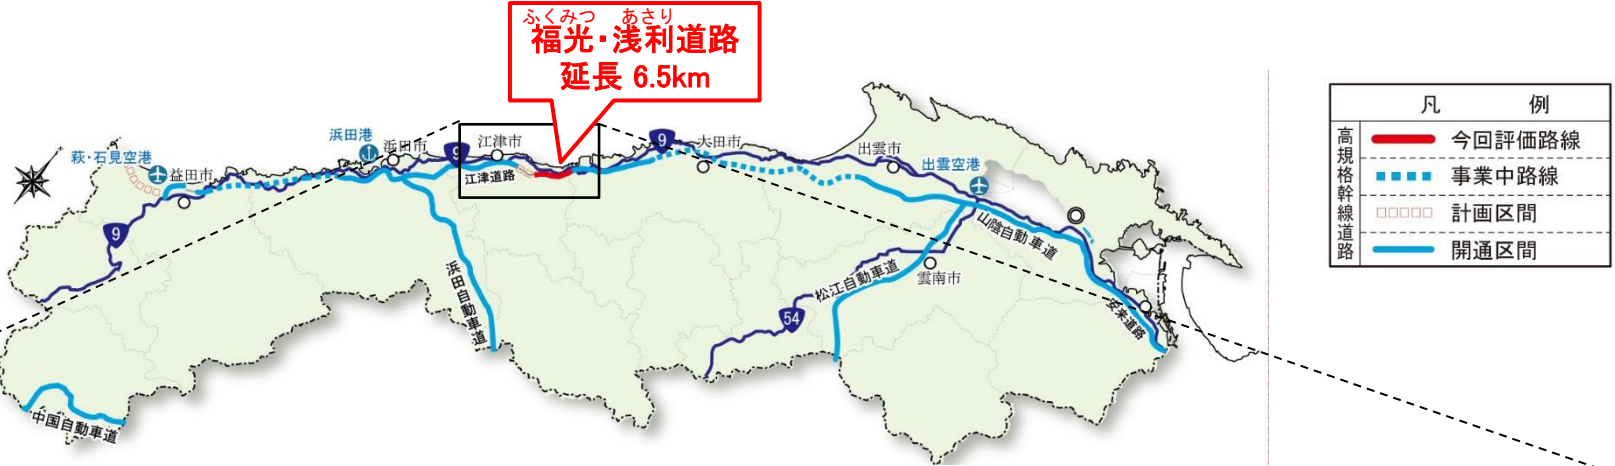 ふくみつ あさり
福光・浅利道路
延長 6.5km
萩・石見空港
益田市
浜田港
浜田市
9
江津市
江津道路
9
大田市
出雲市
出雲空港
9
山陰自動車道
浜田自動車道
松江自動車道
雲南市
54
安来道路
中国自動車道
凡 例
高規格幹線道路
今回評価路線
事業中路線
計画区間
開通区間